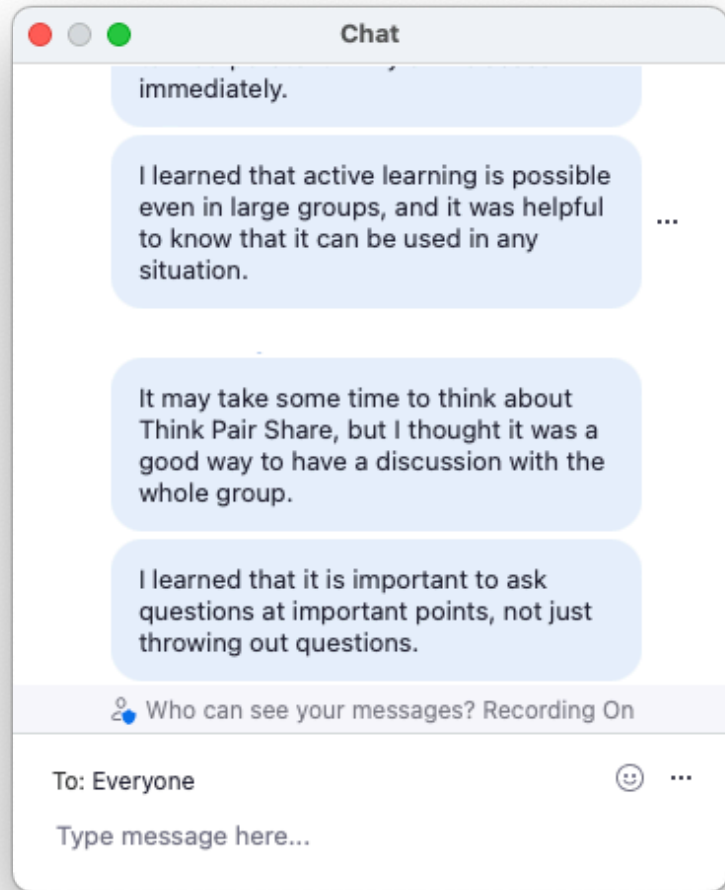 Chat
immediately.
I learned that active learning is possible
even in large groups, and it was helpful
to know that it can be used in any
situation.
It may take some time to think about
Think Pair Share, but I thought it was a
good way to have a discussion with the
whole group.
I learned that it is important to ask
questions at important points, not just
throwing out questions.
Who can see your messages? Recording On
To: Everyone
Type message here...